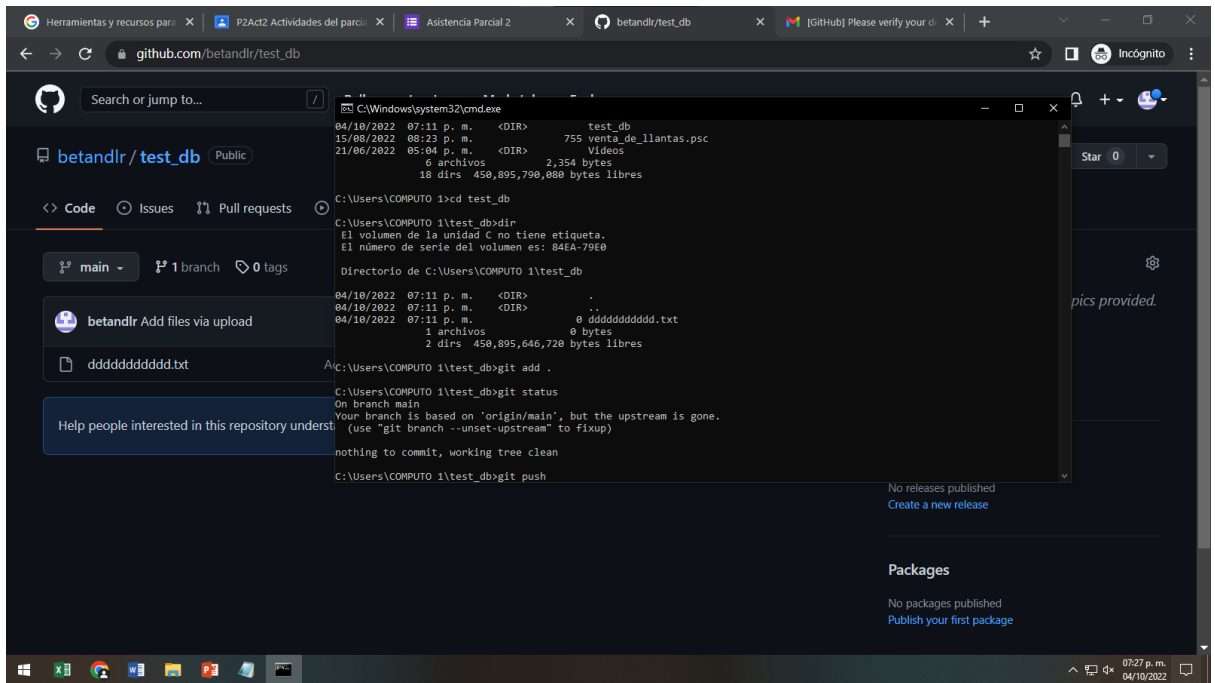 Herramientas y recursos para
P2Act2 Actividades del parcia
Asistencia Parcial 2
betandlr/test_db
[GitHub] Please verify your d
github.com/betandlr/test_db
Incógnito
Search or jump to... /
betandlr / test_db Public
Star 0
Code Issues Pull requests
main 1 branch 0 tags
betandlr Add files via upload
ddddddddddd.txt
Help people interested in this repository underst
C:\Windows\system32\cmd.exe
04/10/2022 07:11 p. m. <DIR> test_db
15/08/2022 08:23 p. m. 755 venta_de_llantas.psc
21/06/2022 05:04 p. m. <DIR> Videos
6 archivos 2,354 bytes
18 dirs 450,895,790,080 bytes libres
C:\Users\COMPUTO 1>cd test_db
C:\Users\COMPUTO 1\test_db>dir
El volumen de la unidad C no tiene etiqueta.
El número de serie del volumen es: 84EA-79E0
Directorio de C:\Users\COMPUTO 1\test_db
04/10/2022 07:11 p. m. <DIR> .
04/10/2022 07:11 p. m. <DIR> ..
04/10/2022 07:11 p. m. 0 ddddddddddd.txt
1 archivos 0 bytes
2 dirs 450,895,646,720 bytes libres
C:\Users\COMPUTO 1\test_db>git add .
C:\Users\COMPUTO 1\test_db>git status
On branch main
Your branch is based on 'origin/main', but the upstream is gone.
(use "git branch --unset-upstream" to fixup)
nothing to commit, working tree clean
C:\Users\COMPUTO 1\test_db>git push
pics provided.
No releases published
Create a new release
Packages
No packages published
Publish your first package
07:27 p. m.
04/10/2022